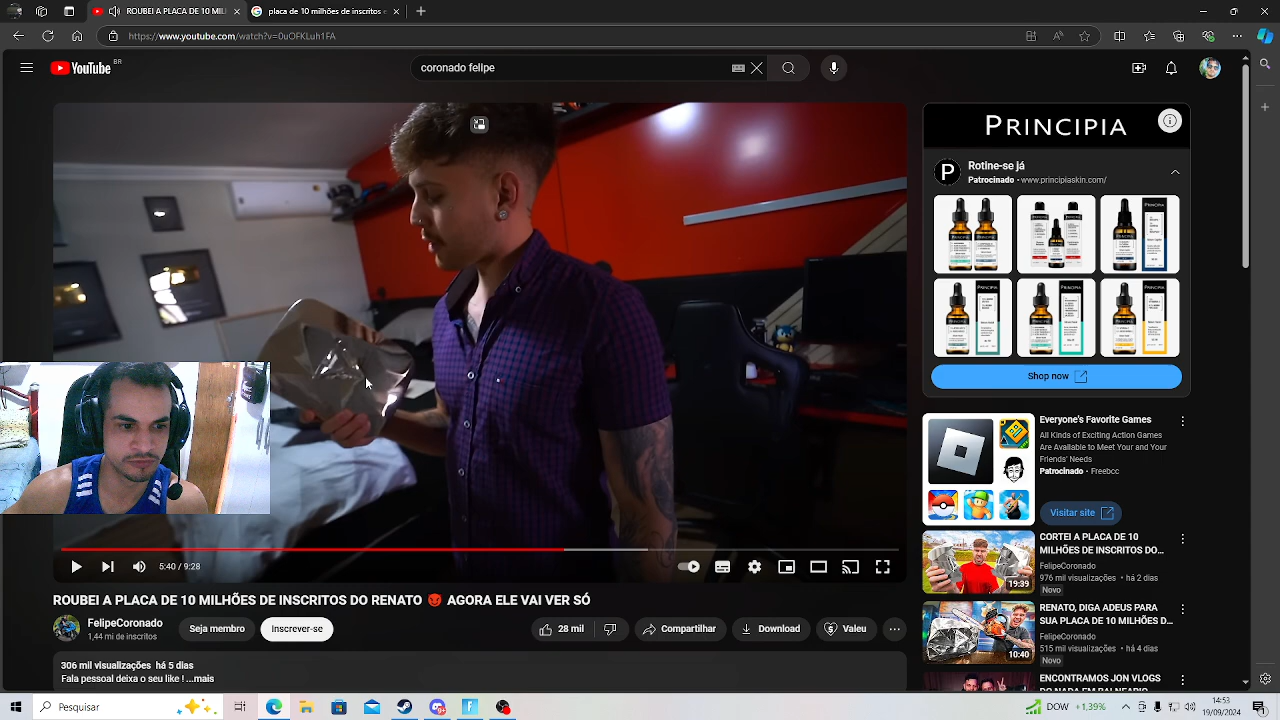 ROUBEI A PLACA DE 10 MIL
placa de 10 milhões de inscritos
https://www.youtube.com/watch?v=0uOFKLuh1FA
YouTube BR
coronado felipe
PRINCIPIA
Rotine-se já
Patrocinado · www.principiaskin.com/
Shop now
Everyone's Favorite Games
All Kinds of Exciting Action Games
Are Available to Meet Your and Your
Friends' Needs
Patrocinado · Freebcc
Visitar site
5:40 / 9:28
CORTEI A PLACA DE 10
MILHÕES DE INSCRITOS DO...
FelipeCoronado
976 mil visualizações · há 2 dias
Novo
19:39
ROUBEI A PLACA DE 10 MILHÕES DE INSCRITOS DO RENATO 😈 AGORA ELE VAI VER SÓ
FelipeCoronado
1,44 mi de inscritos
Seja membro
Inscrever-se
28 mil
Compartilhar
Download
Valeu
RENATO, DIGA ADEUS PARA
SUA PLACA DE 10 MILHÕES D...
FelipeCoronado
515 mil visualizações · há 4 dias
Novo
10:40
306 mil visualizações há 5 dias
Fala pessoal deixa o seu like ! ...mais
ENCONTRAMOS JON VLOGS
Pesquisar
DOW +1,39%
14:53
19/09/2024